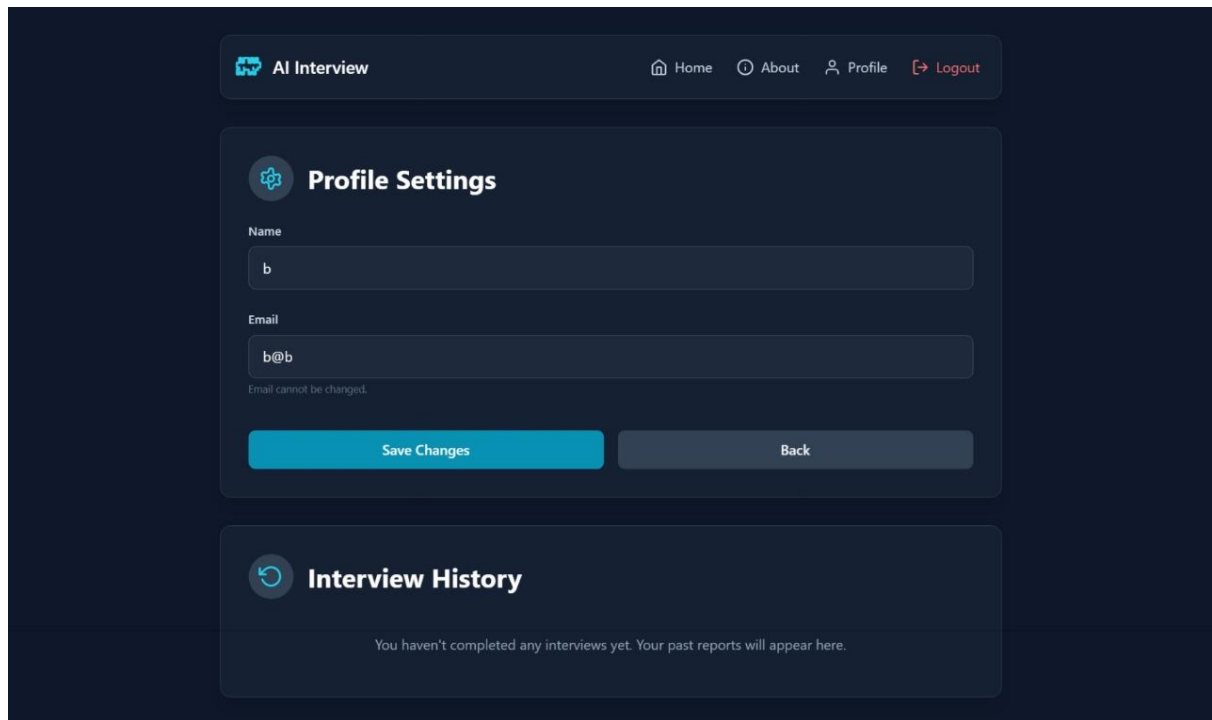 AI Interview
Home About Profile Logout
Profile Settings
Name
b
Email
b@b
Email cannot be changed.
Save Changes Back
Interview History
You haven't completed any interviews yet. Your past reports will appear here.